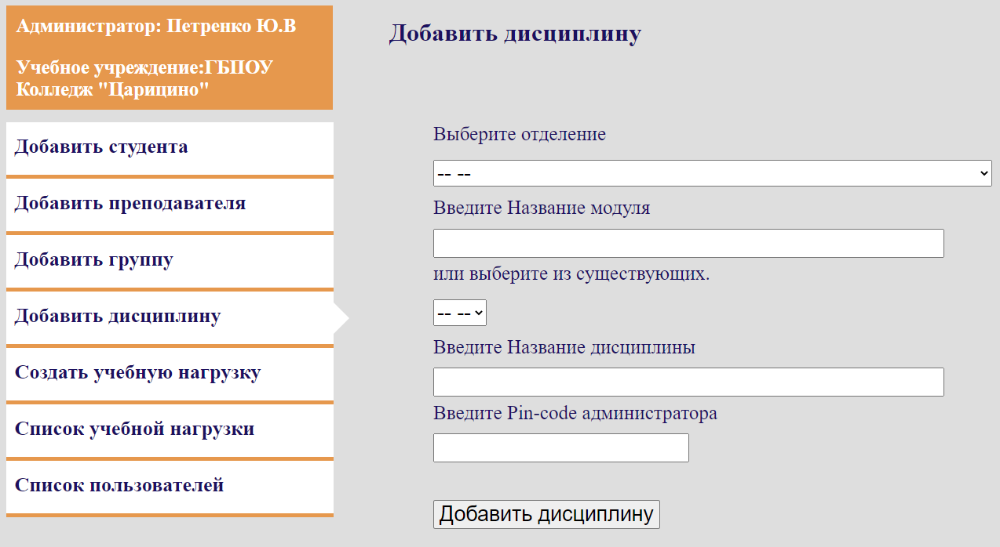 Администратор: Петренко Ю.В
Учебное учреждение:ГБПОУ
Колледж "Царицино"
Добавить студента
Добавить преподавателя
Добавить группу
Добавить дисциплину
Создать учебную нагрузку
Список учебной нагрузки
Список пользователей
Добавить дисциплину
Выберите отделение
-- --
Введите Название модуля
или выберите из существующих.
-- --
Введите Название дисциплины
Введите Pin-code администратора
Добавить дисциплину